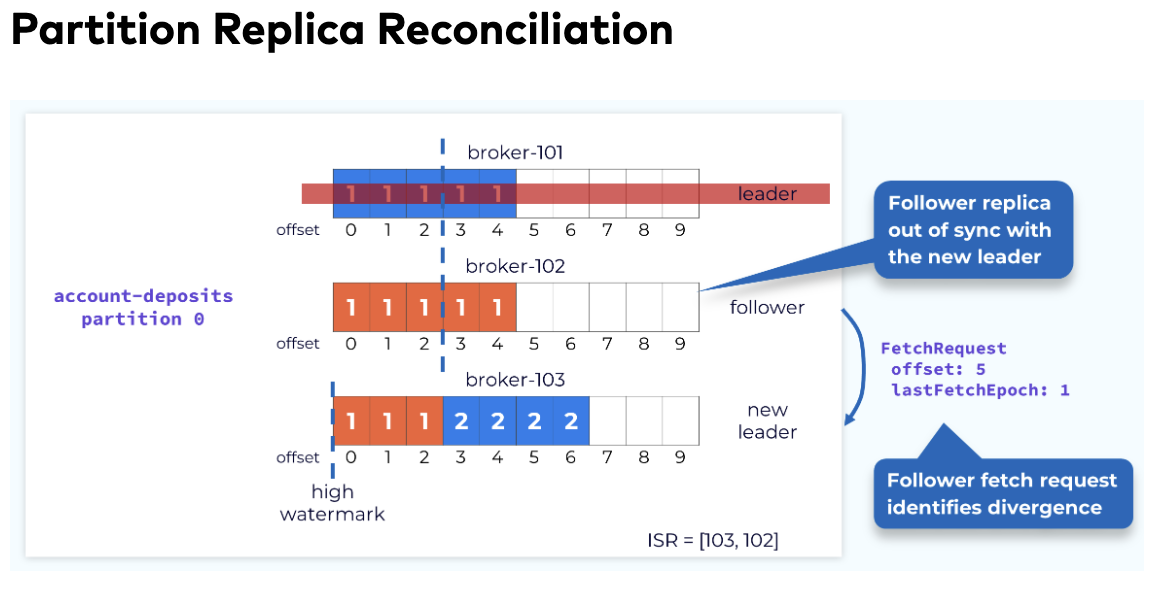 Partition Replica Reconciliation
broker-101
1 1 1 1 1
leader
offset 0 1 2 3 4 5 6 7 8 9
Follower replica
out of sync with
the new leader
broker-102
account-deposits
partition 0
1 1 1 1 1
follower
offset 0 1 2 3 4 5 6 7 8 9
FetchRequest
offset: 5
lastFetchEpoch: 1
broker-103
1 1 1 2 2 2 2
new
leader
offset 0 1 2 3 4 5 6 7 8 9
high
watermark
Follower fetch request
identifies divergence
ISR = [103, 102]